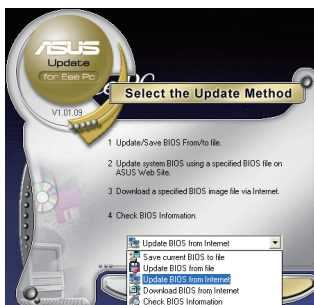 ASUS
Update
for Eee Pc
V1.01.09
Select the Update Method
1 Update/Save BIOS From/to file.
2 Update system BIOS using a specified BIOS file on
ASUS Web Site.
3 Download a specified BIOS image file via Internet.
4 Check BIOS Information.
Update BIOS from Internet
Save current BIOS to file
Update BIOS from file
Update BIOS from Internet
Download BIOS from Internet
Check BIOS Information